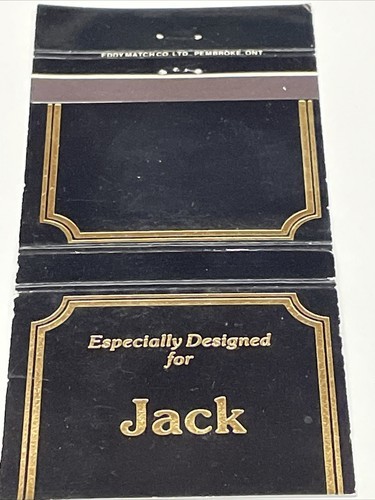 EDDY MATCH CO. LTD., PEMBROKE, ONT.
Especially Designed
for
Jack